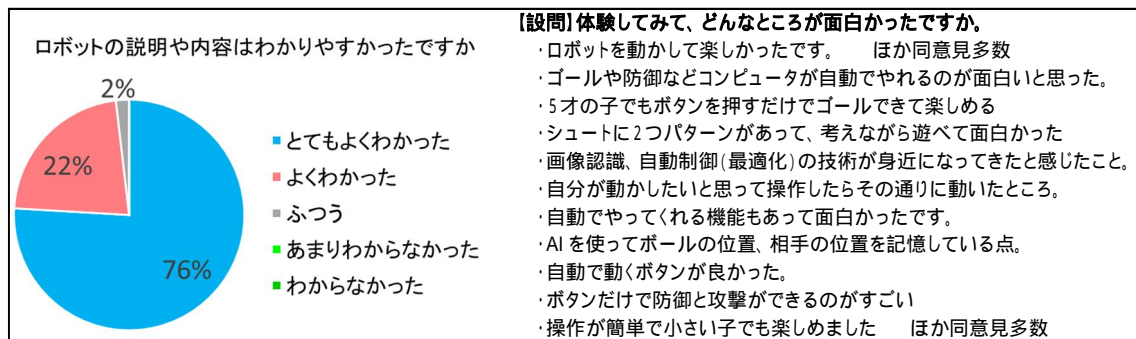 ロボットの説明や内容はわかりやすかったですか
2%
22%
76%
とてもよくわかった
よくわかった
ふつう
あまりわからなかった
わからなかった
【設問】体験してみて、どんなところが面白かったですか。
・ロボットを動かして楽しかったです。　　ほか同意見多数
・ゴールや防御などコンピュータが自動でやれるのが面白いと思った。
・5才の子でもボタンを押すだけでゴールできて楽しめる
・シュートに2つパターンがあって、考えながら遊べて面白かった
・画像認識、自動制御(最適化)の技術が身近になってきたと感じたこと。
・自分が動かしたいと思って操作したらその通りに動いたところ。
・自動でやってくれる機能もあって面白かったです。
・AIを使ってボールの位置、相手の位置を記憶している点。
・自動で動くボタンが良かった。
・ボタンだけで防御と攻撃ができるのがすごい
・操作が簡単で小さい子でも楽しめました　　ほか同意見多数